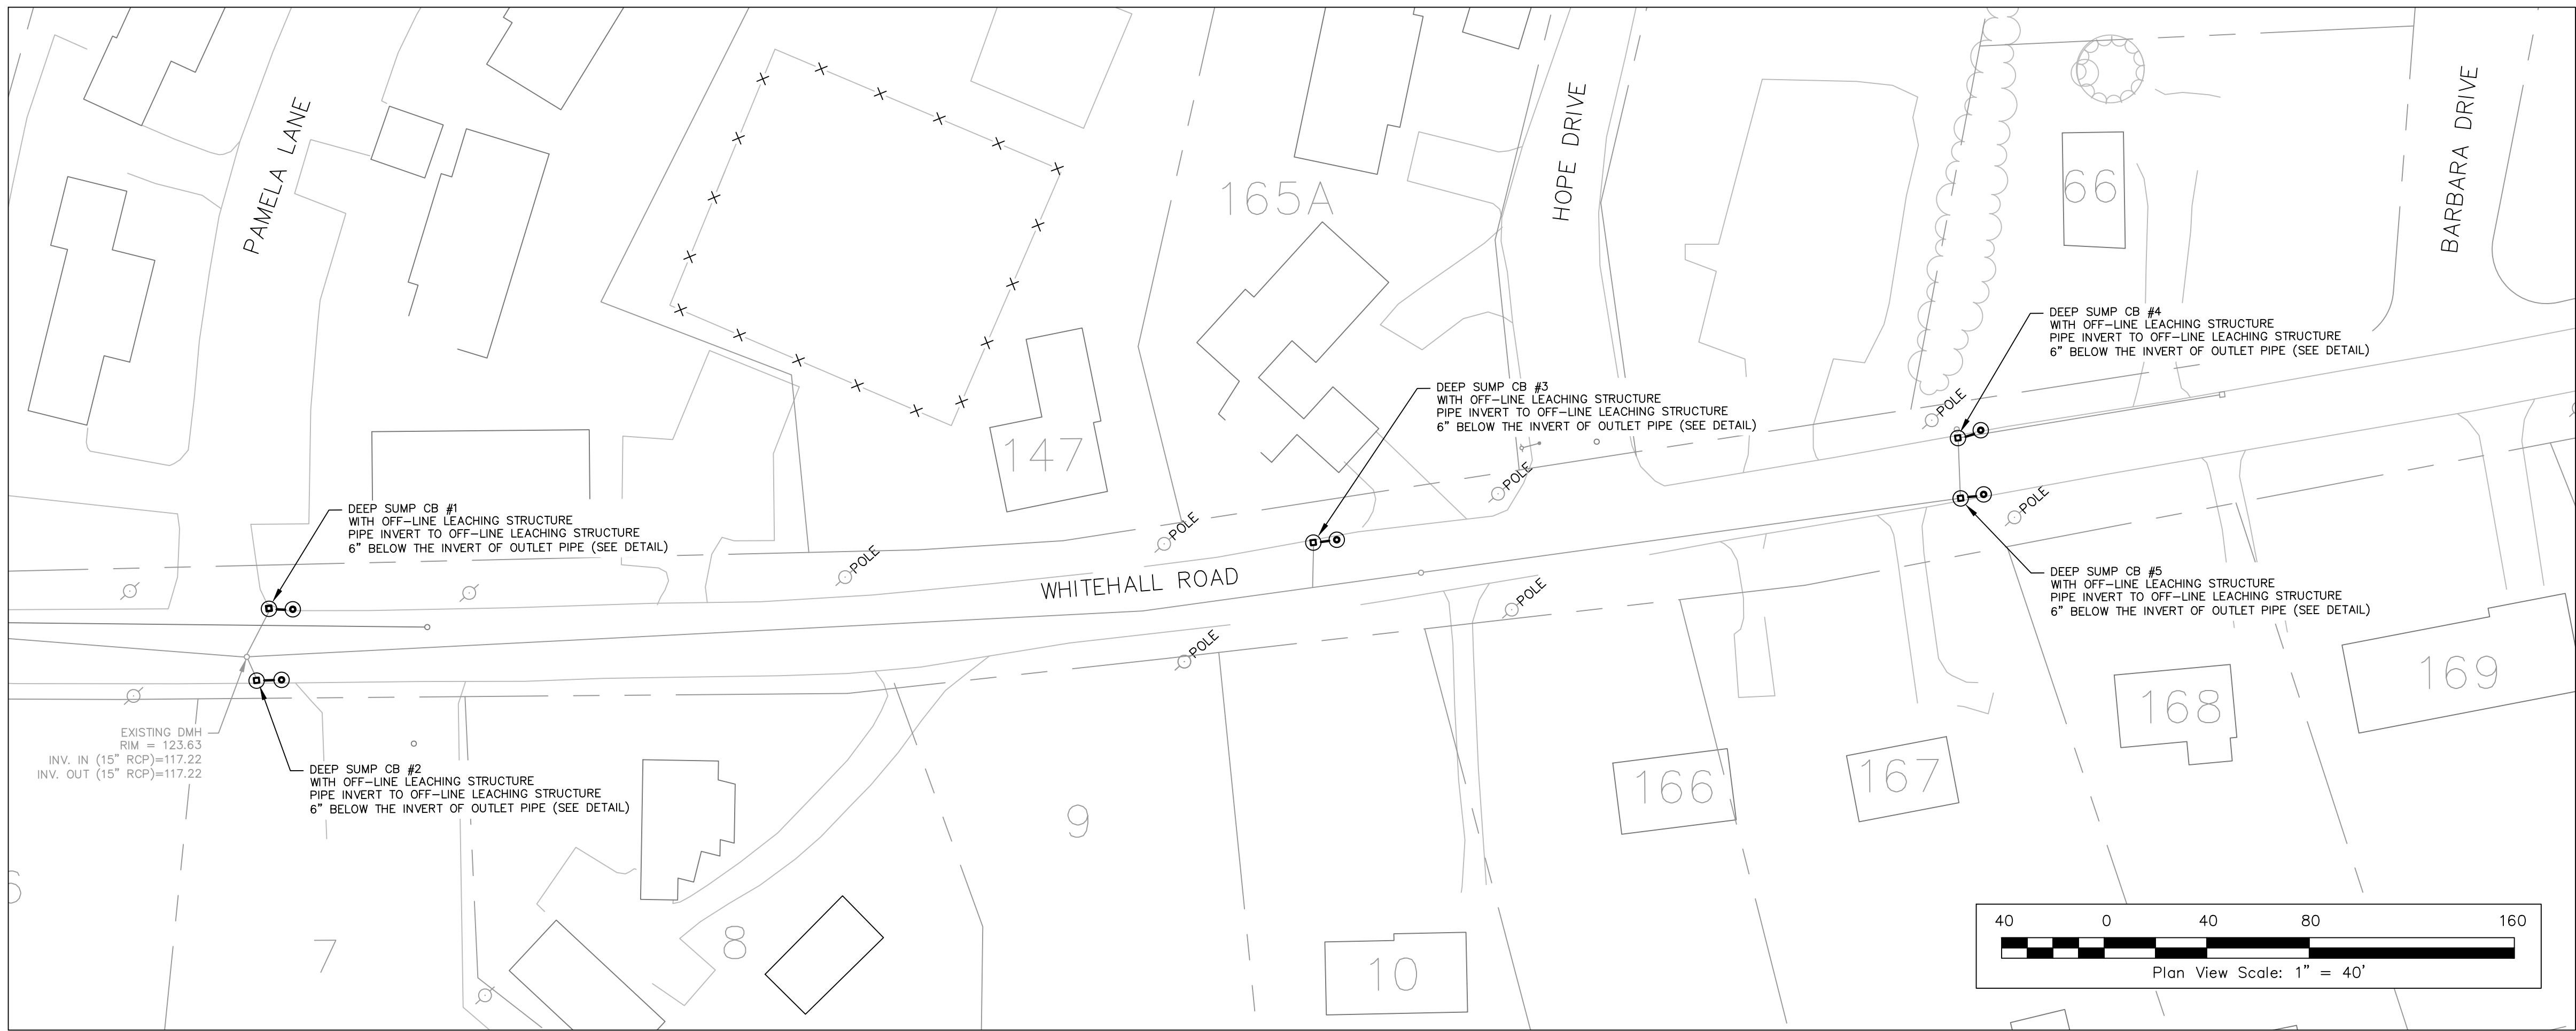 PAMELA LANE
HOPE DRIVE
BARBARA DRIVE
165A
66
147
DEEP SUMP CB #4
WITH OFF-LINE LEACHING STRUCTURE
PIPE INVERT TO OFF-LINE LEACHING STRUCTURE
6" BELOW THE INVERT OF OUTLET PIPE (SEE DETAIL)
DEEP SUMP CB #3
WITH OFF-LINE LEACHING STRUCTURE
PIPE INVERT TO OFF-LINE LEACHING STRUCTURE
6" BELOW THE INVERT OF OUTLET PIPE (SEE DETAIL)
POLE
POLE
POLE
POLE
POLE
POLE
POLE
DEEP SUMP CB #1
WITH OFF-LINE LEACHING STRUCTURE
PIPE INVERT TO OFF-LINE LEACHING STRUCTURE
6" BELOW THE INVERT OF OUTLET PIPE (SEE DETAIL)
WHITEHALL ROAD
DEEP SUMP CB #5
WITH OFF-LINE LEACHING STRUCTURE
PIPE INVERT TO OFF-LINE LEACHING STRUCTURE
6" BELOW THE INVERT OF OUTLET PIPE (SEE DETAIL)
EXISTING DMH
RIM = 123.63
INV. IN (15" RCP)=117.22
INV. OUT (15" RCP)=117.22
DEEP SUMP CB #2
WITH OFF-LINE LEACHING STRUCTURE
PIPE INVERT TO OFF-LINE LEACHING STRUCTURE
6" BELOW THE INVERT OF OUTLET PIPE (SEE DETAIL)
169
168
167
166
9
7
8
10
40 0 40 80 160
Plan View Scale: 1" = 40'